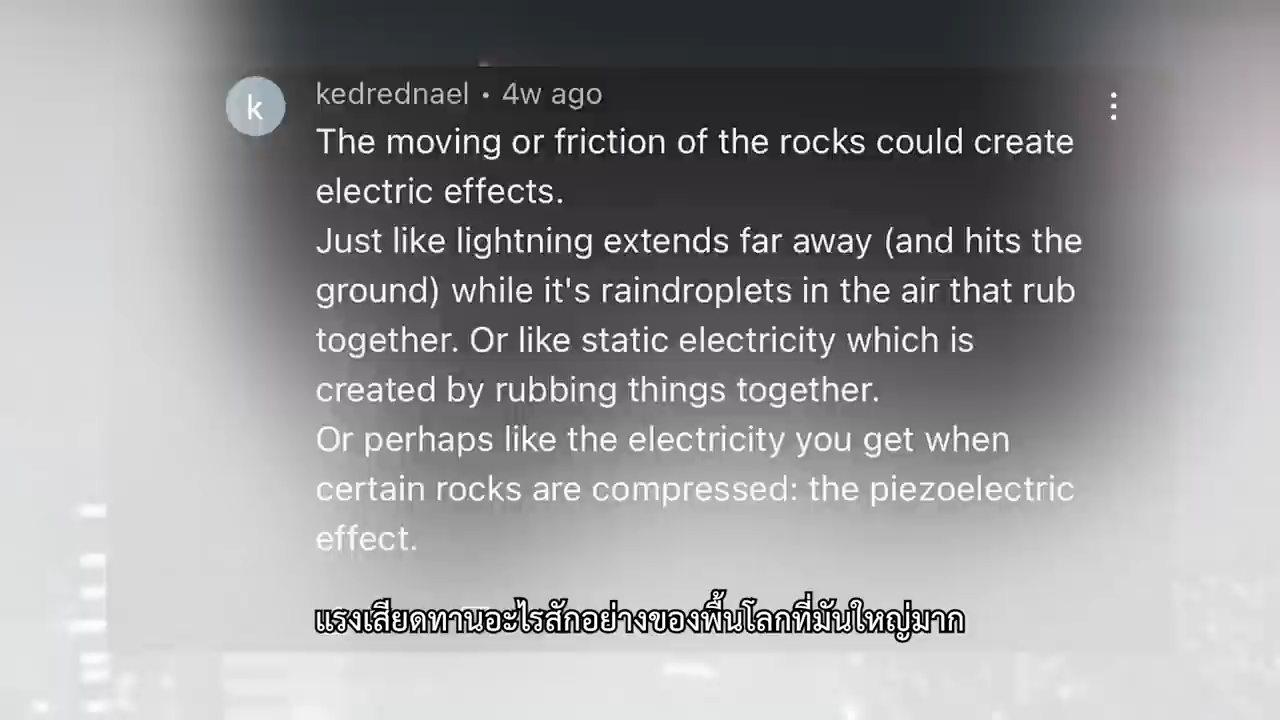 k
kedrednael • 4w ago
The moving or friction of the rocks could create
electric effects.
Just like lightning extends far away (and hits the
ground) while it's raindroplets in the air that rub
together. Or like static electricity which is
created by rubbing things together.
Or perhaps like the electricity you get when
certain rocks are compressed: the piezoelectric
effect.
แรงเสียดทานอะไรสักอย่างของพื้นโลกที่มันใหญ่มาก